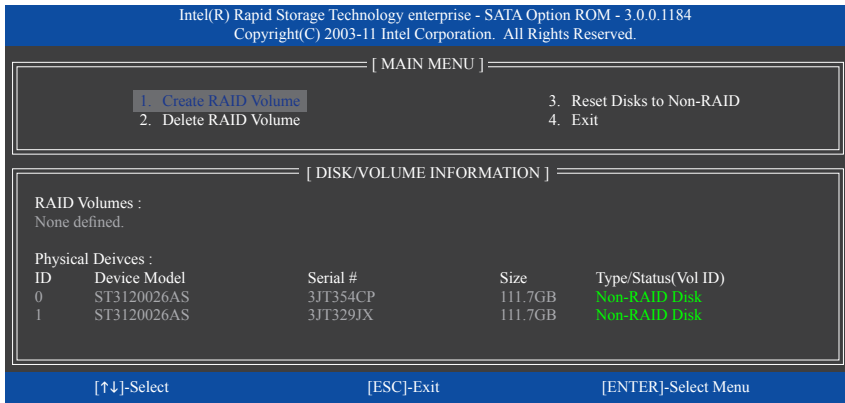 Intel(R) Rapid Storage Technology enterprise - SATA Option ROM - 3.0.0.1184
Copyright(C) 2003-11 Intel Corporation.  All Rights Reserved.
[ MAIN MENU ]
1. Create RAID Volume 3. Reset Disks to Non-RAID
2. Delete RAID Volume 4. Exit
[ DISK/VOLUME INFORMATION ]
RAID Volumes :
None defined.
Physical Deivces :
ID Device Model Serial # Size Type/Status(Vol ID)
0 ST3120026AS 3JT354CP 111.7GB Non-RAID Disk
1 ST3120026AS 3JT329JX 111.7GB Non-RAID Disk
[↑↓]-Select [ESC]-Exit [ENTER]-Select Menu